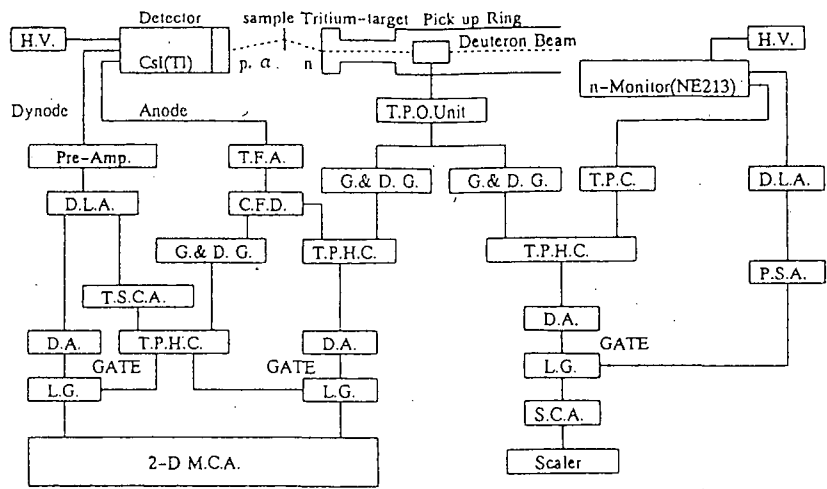 Detector sample Tritium-target Pick up Ring
H.V. H.V.
Deuteron Beam
CsI(Tl) p. α n n-Monitor(NE213)
Dynode Anode T.P.O.Unit
Pre-Amp. T.F.A. G.& D. G. G.& D. G. T.P.C. D.L.A.
D.L.A. C.F.D.
G.& D. G. T.P.H.C. T.P.H.C.
P.S.A.
T.S.C.A.
D.A.
D.A. T.P.H.C. D.A.
GATE GATE GATE
L.G.
L.G. L.G.
S.C.A.
2-D M.C.A. Scaler